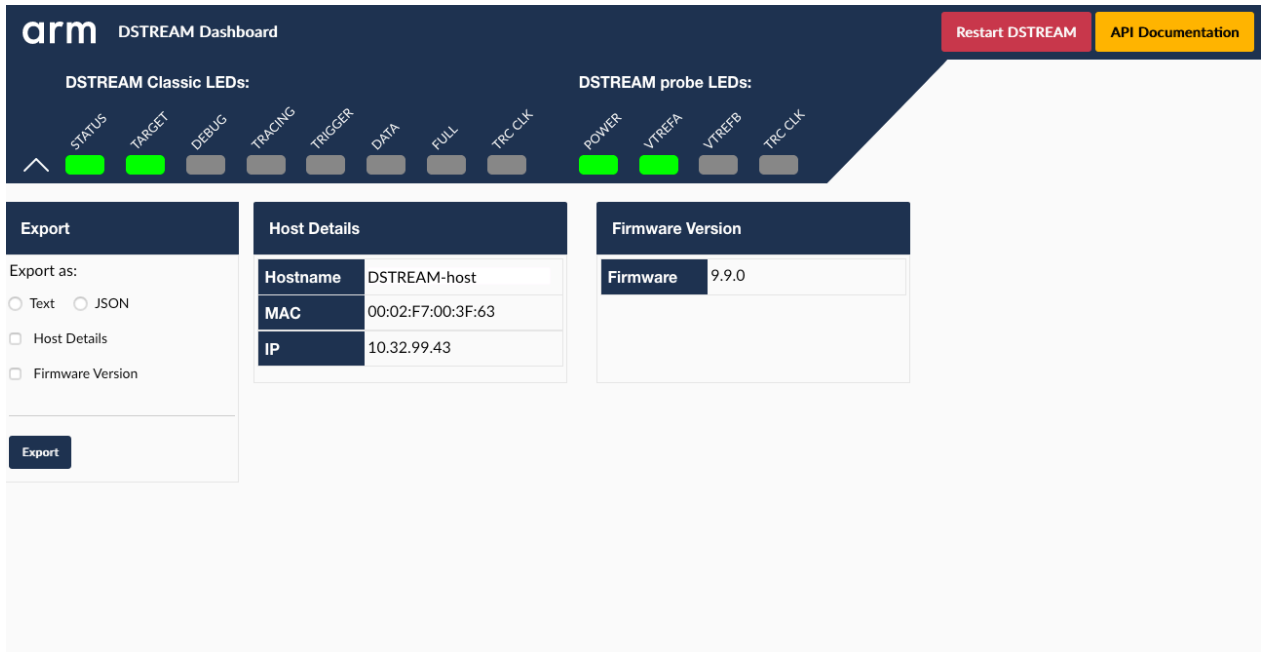 arm DSTREAM Dashboard Restart DSTREAM API Documentation
DSTREAM Classic LEDs: DSTREAM probe LEDs:
STATUS TARGET DEBUG TRACING TRIGGER DATA FULL TRC CLK POWER VTREFA VTREFB TRC CLK
Export
Export as:
Text JSON
Host Details
Firmware Version
Export
Host Details
Hostname DSTREAM-host
MAC 00:02:F7:00:3F:63
IP 10.32.99.43
Firmware Version
Firmware 9.9.0